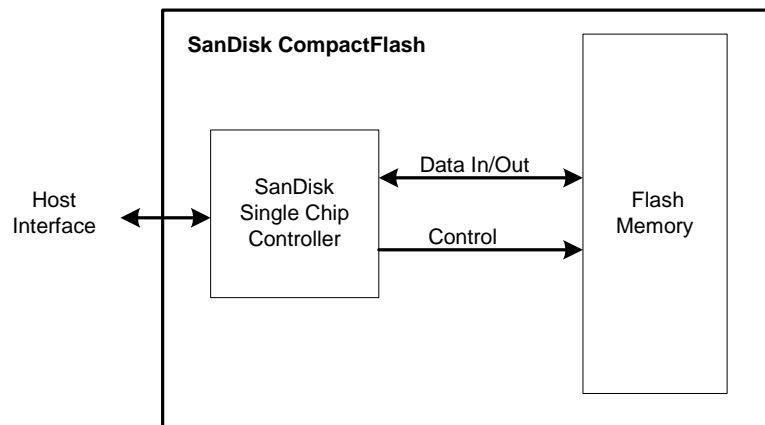 SanDisk CompactFlash
Host
Interface
SanDisk
Single Chip
Controller
Data In/Out
Control
Flash
Memory